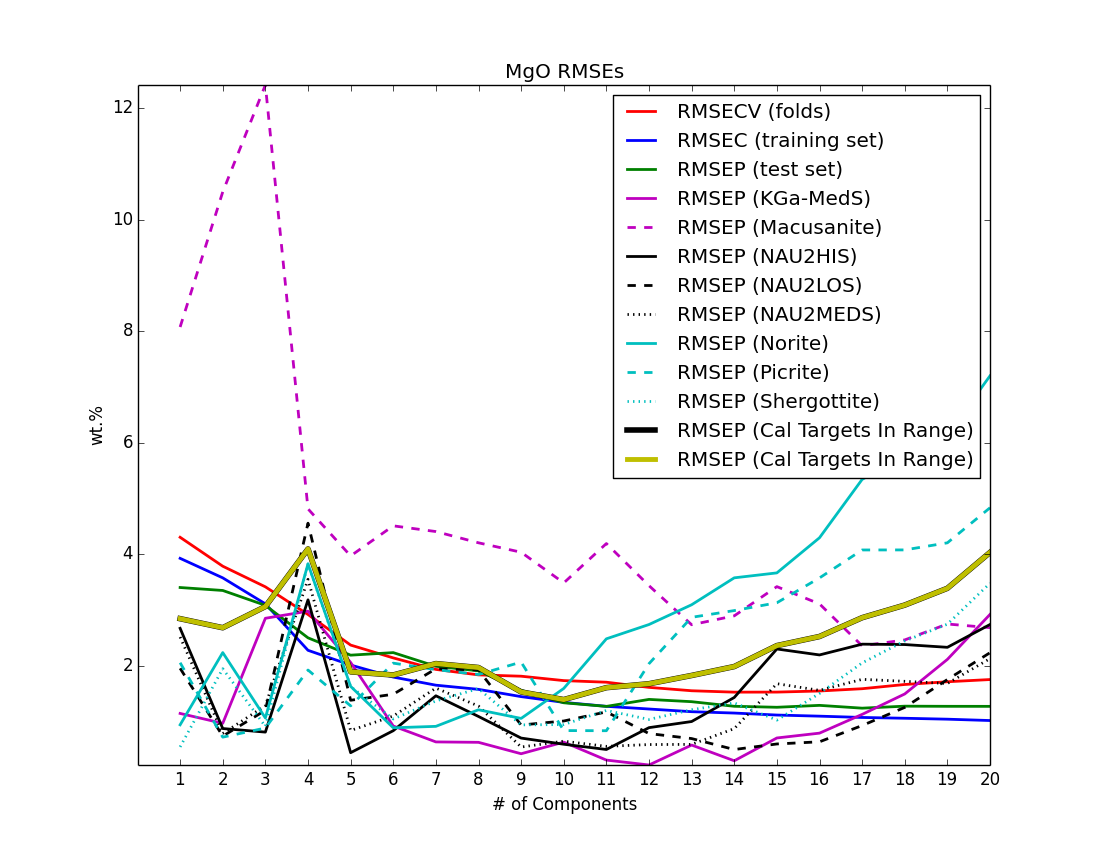 MgO RMSEs
12
10
8
6
4
2
wt.%
RMSECV (folds)
RMSEC (training set)
RMSEP (test set)
RMSEP (KGa-MedS)
RMSEP (Macusanite)
RMSEP (NAU2HIS)
RMSEP (NAU2LOS)
RMSEP (NAU2MEDS)
RMSEP (Norite)
RMSEP (Picrite)
RMSEP (Shergottite)
RMSEP (Cal Targets In Range)
RMSEP (Cal Targets In Range)
1 2 3 4 5 6 7 8 9 10 11 12 13 14 15 16 17 18 19 20
# of Components